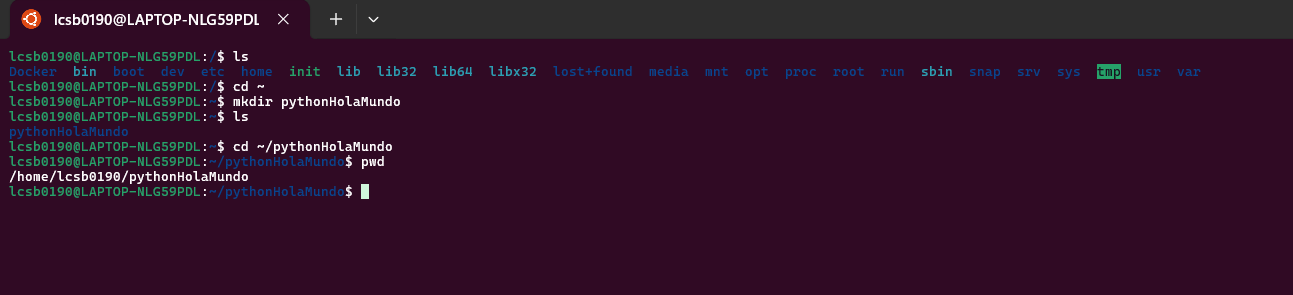 lcsb0190@LAPTOP-NLG59PDL
lcsb0190@LAPTOP-NLG59PDL:/$ ls
Docker bin boot dev etc home init lib lib32 lib64 libx32 lost+found media mnt opt proc root run sbin snap srv sys tmp usr var
lcsb0190@LAPTOP-NLG59PDL:/$ cd ~
lcsb0190@LAPTOP-NLG59PDL:~$ mkdir pythonHolaMundo
lcsb0190@LAPTOP-NLG59PDL:~$ ls
pythonHolaMundo
lcsb0190@LAPTOP-NLG59PDL:~$ cd ~/pythonHolaMundo
lcsb0190@LAPTOP-NLG59PDL:~/pythonHolaMundo$ pwd
/home/lcsb0190/pythonHolaMundo
lcsb0190@LAPTOP-NLG59PDL:~/pythonHolaMundo$